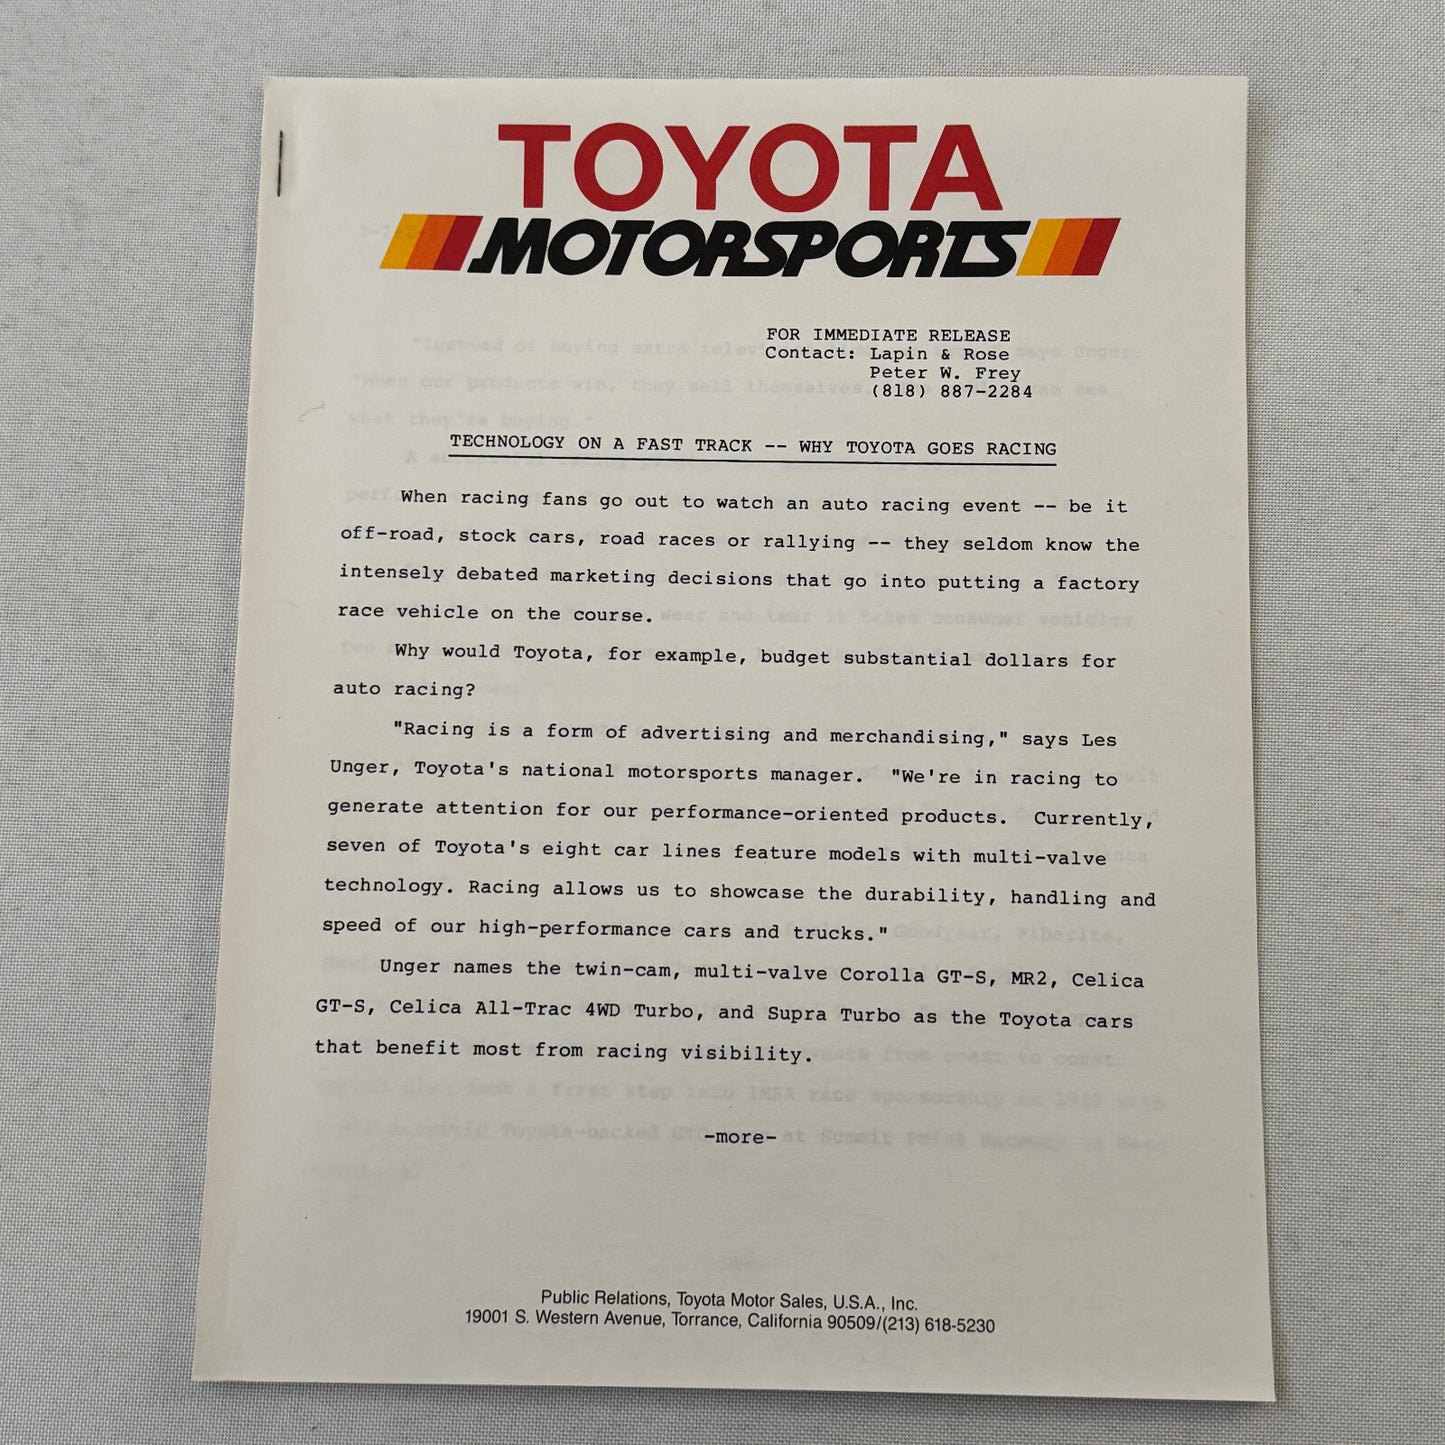 TOYOTA
MOTORSPORTS
FOR IMMEDIATE RELEASE
Contact: Lapin & Rose
Peter W. Frey
(818) 887-2284
TECHNOLOGY ON A FAST TRACK -- WHY TOYOTA GOES RACING
When racing fans go out to watch an auto racing event -- be it
off-road, stock cars, road races or rallying -- they seldom know the
intensely debated marketing decisions that go into putting a factory
race vehicle on the course.
Why would Toyota, for example, budget substantial dollars for
auto racing?
"Racing is a form of advertising and merchandising," says Les
Unger, Toyota's national motorsports manager. "We're in racing to
generate attention for our performance-oriented products. Currently,
seven of Toyota's eight car lines feature models with multi-valve
technology. Racing allows us to showcase the durability, handling and
speed of our high-performance cars and trucks."
Unger names the twin-cam, multi-valve Corolla GT-S, MR2, Celica
GT-S, Celica All-Trac 4WD Turbo, and Supra Turbo as the Toyota cars
that benefit most from racing visibility.
-more-
Public Relations, Toyota Motor Sales, U.S.A., Inc.
19001 S. Western Avenue, Torrance, California 90509/(213) 618-5230